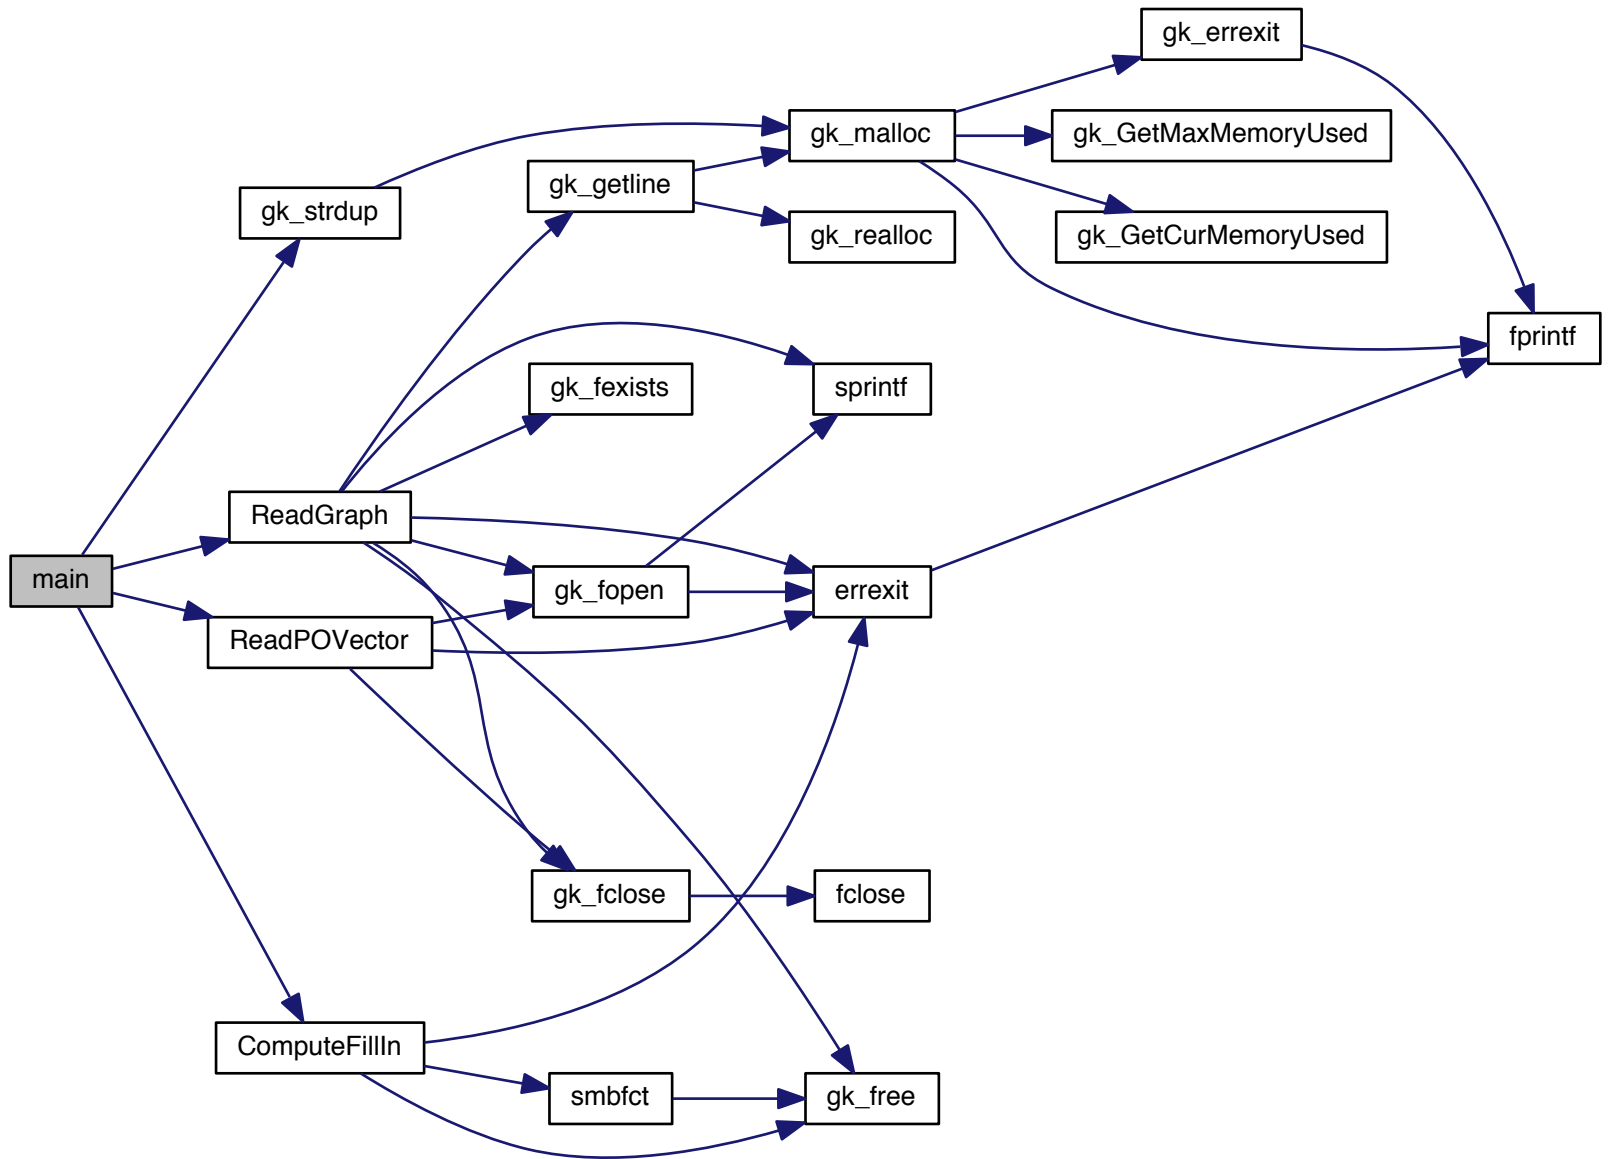 gk_errexit
gk_malloc
gk_GetMaxMemoryUsed
gk_getline
gk_strdup
gk_realloc
gk_GetCurMemoryUsed
fprintf
gk_fexists
sprintf
ReadGraph
main
gk_fopen
errexit
ReadPOVector
gk_fclose
fclose
ComputeFillIn
smbfct
gk_free